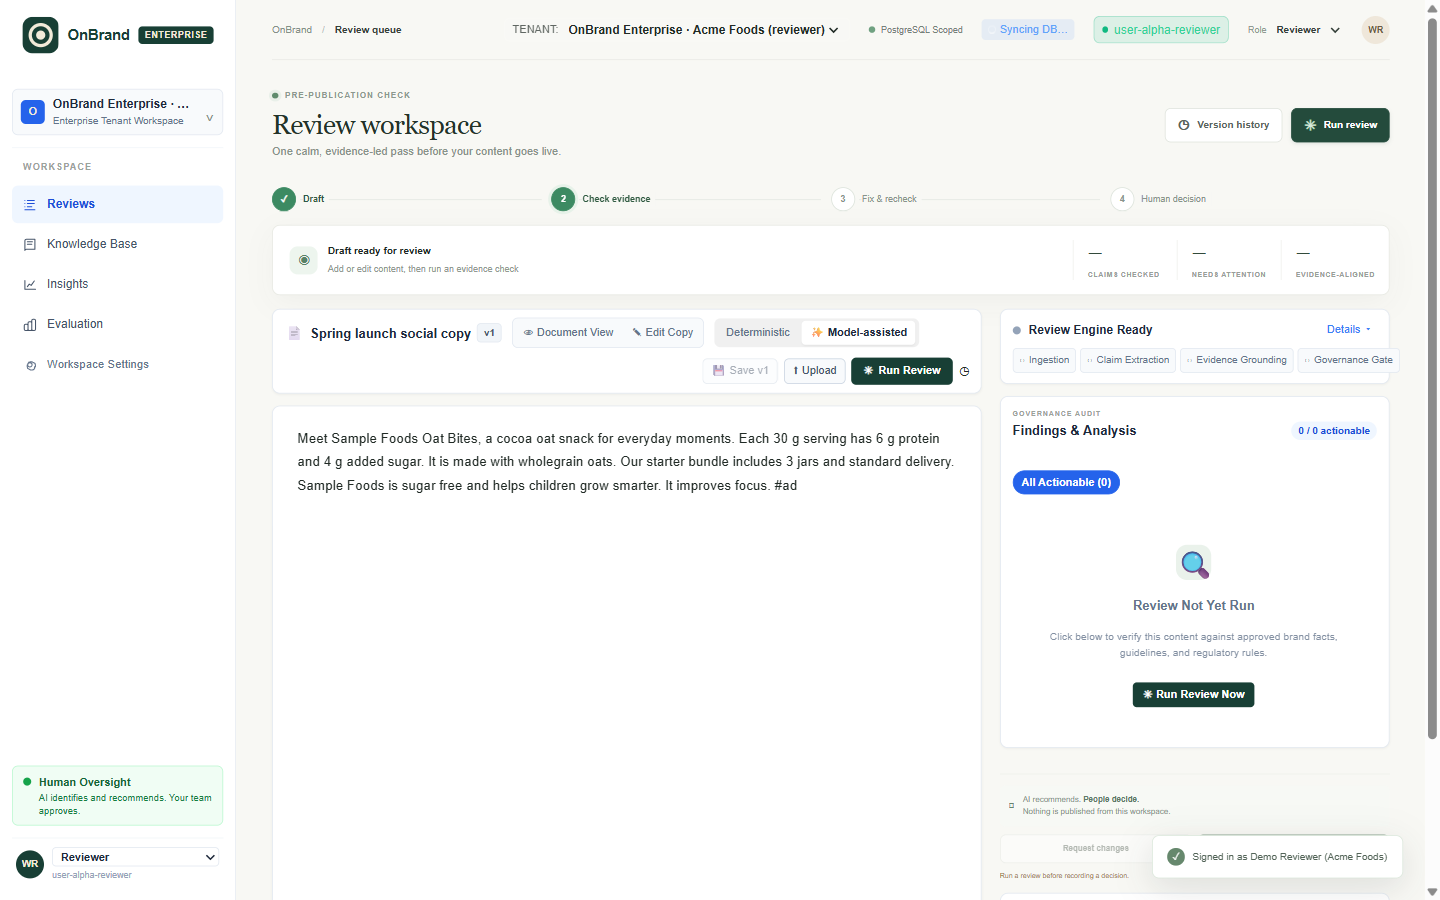 OnBrand ENTERPRISE
OnBrand / Review queue
TENANT: OnBrand Enterprise · Acme Foods (reviewer)
PostgreSQL Scoped
Syncing DB...
user-alpha-reviewer
Role Reviewer
WR
O
OnBrand Enterprise · ...
Enterprise Tenant Workspace
WORKSPACE
Reviews
Knowledge Base
Insights
Evaluation
Workspace Settings
Human Oversight
AI identifies and recommends. Your team
approves.
WR
Reviewer
user-alpha-reviewer
PRE-PUBLICATION CHECK
Review workspace
One calm, evidence-led pass before your content goes live.
Version history
Run review
Draft
2 Check evidence
3 Fix & recheck
4 Human decision
Draft ready for review
Add or edit content, then run an evidence check
— CLAIMS CHECKED
— NEEDS ATTENTION
— EVIDENCE-ALIGNED
Spring launch social copy v1
Document View
Edit Copy
Deterministic
Model-assisted
Save v1
Upload
Run Review
Meet Sample Foods Oat Bites, a cocoa oat snack for everyday moments. Each 30 g serving has 6 g protein
and 4 g added sugar. It is made with wholegrain oats. Our starter bundle includes 3 jars and standard delivery.
Sample Foods is sugar free and helps children grow smarter. It improves focus. #ad
Review Engine Ready
Details
Ingestion
Claim Extraction
Evidence Grounding
Governance Gate
GOVERNANCE AUDIT
Findings & Analysis
0 / 0 actionable
All Actionable (0)
Review Not Yet Run
Click below to verify this content against approved brand facts,
guidelines, and regulatory rules.
Run Review Now
AI recommends. People decide.
Nothing is published from this workspace.
Request changes
Run a review before recording a decision.
Signed in as Demo Reviewer (Acme Foods)